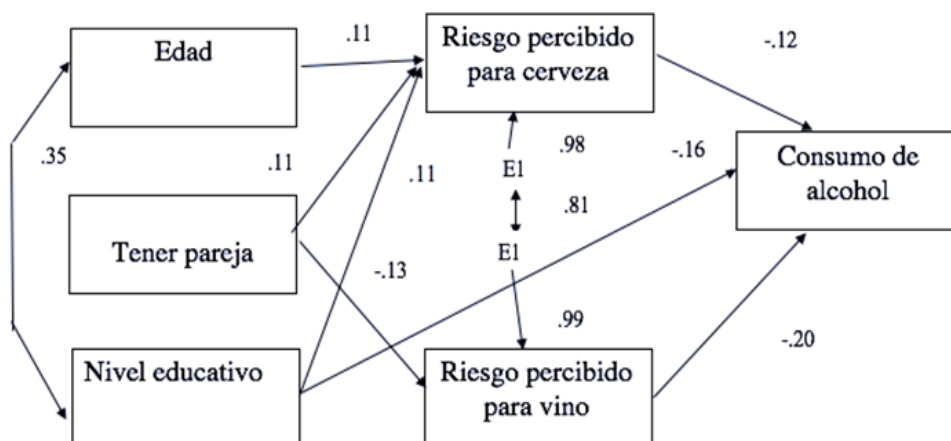 Edad
.11
Riesgo percibido
para cerveza
-.12
.35
.11
.11
.98
E1
-.16
.81
Consumo de
alcohol
Tener pareja
E1
-.13
.99
-.20
Nivel educativo
Riesgo percibido
para vino